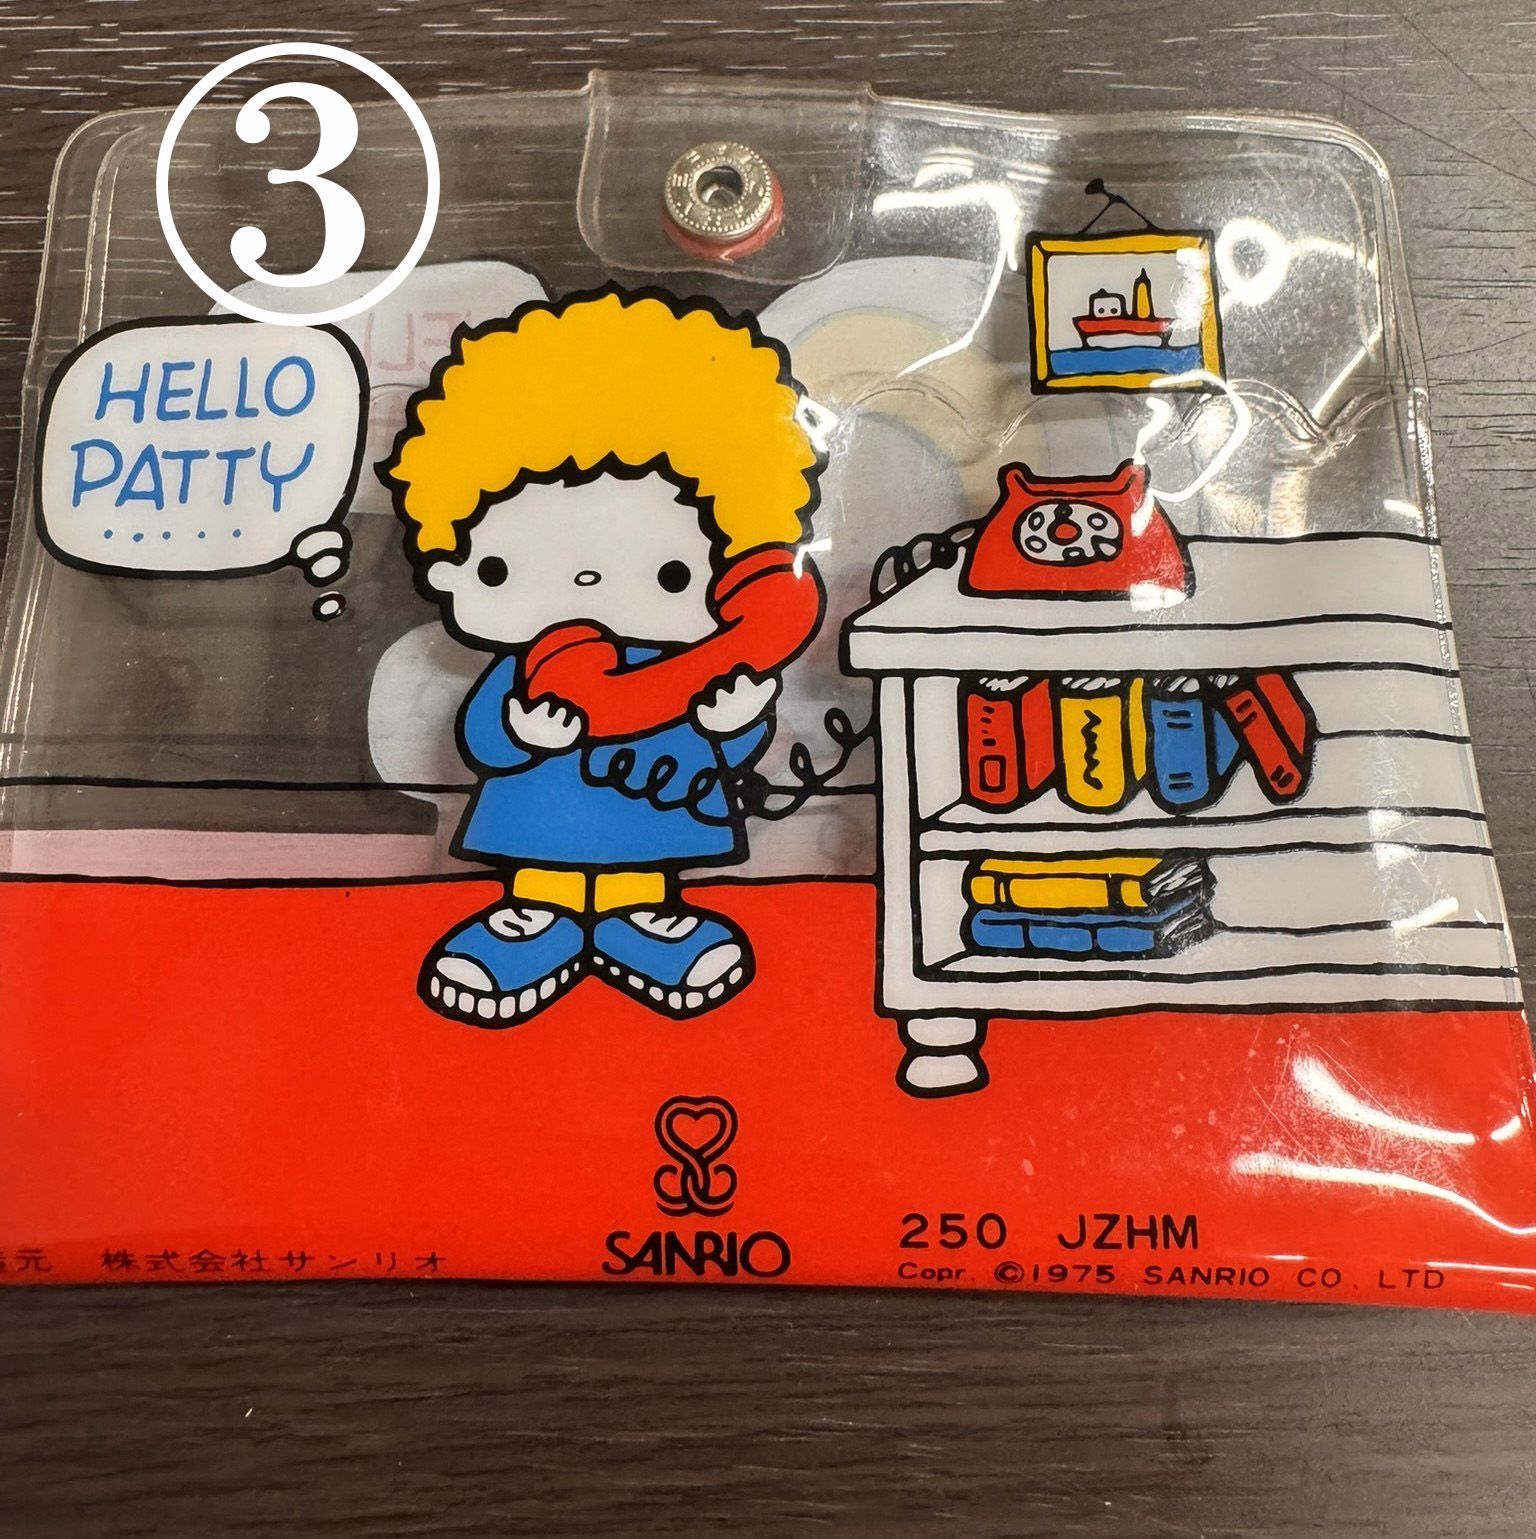 ③
HELLO
PATTY
.....
SANRIO
250 JZHM
元 株式会社サンリオ
Copr. ©1975 SANRIO CO. LTD